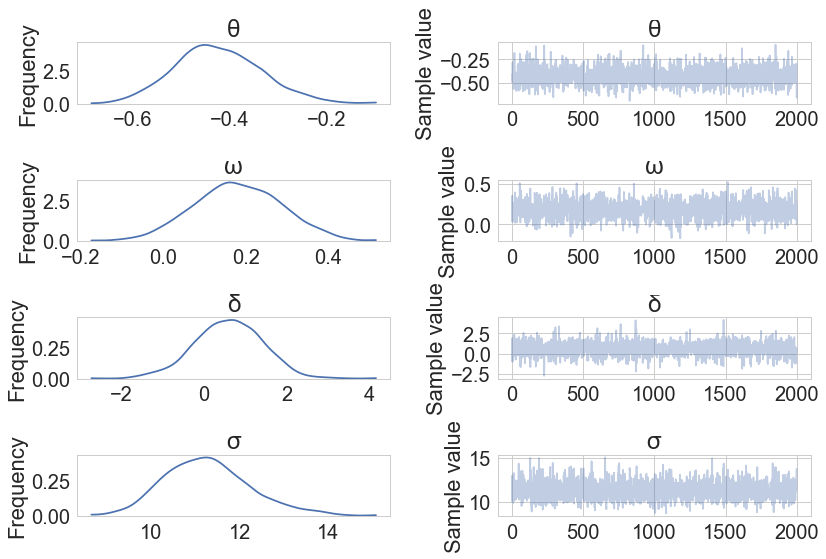 θ
Frequency
2.5
0.0
−0.6 −0.4 −0.2
θ
Sample value
−0.25
−0.50
0 500 1000 1500 2000
ω
Frequency
2.5
0.0
−0.2 0.0 0.2 0.4
ω
Sample value
0.5
0.0
0 500 1000 1500 2000
δ
Frequency
0.25
0.00
−2 0 2 4
δ
Sample value
2.5
0.0
−2.5
0 500 1000 1500 2000
σ
Frequency
0.25
0.00
10 12 14
σ
Sample value
15
10
0 500 1000 1500 2000